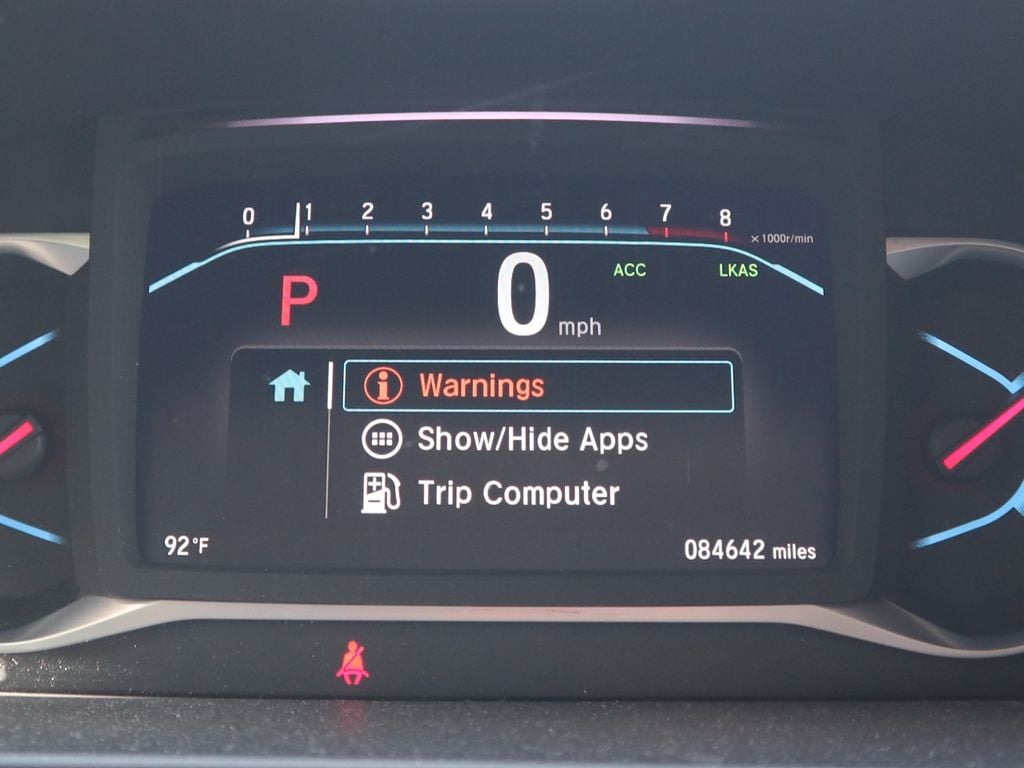 0 1 2 3 4 5 6 7 8 ×1000r/min
P 0 mph ACC LKAS
Warnings
Show/Hide Apps
Trip Computer
92°F 084642 miles